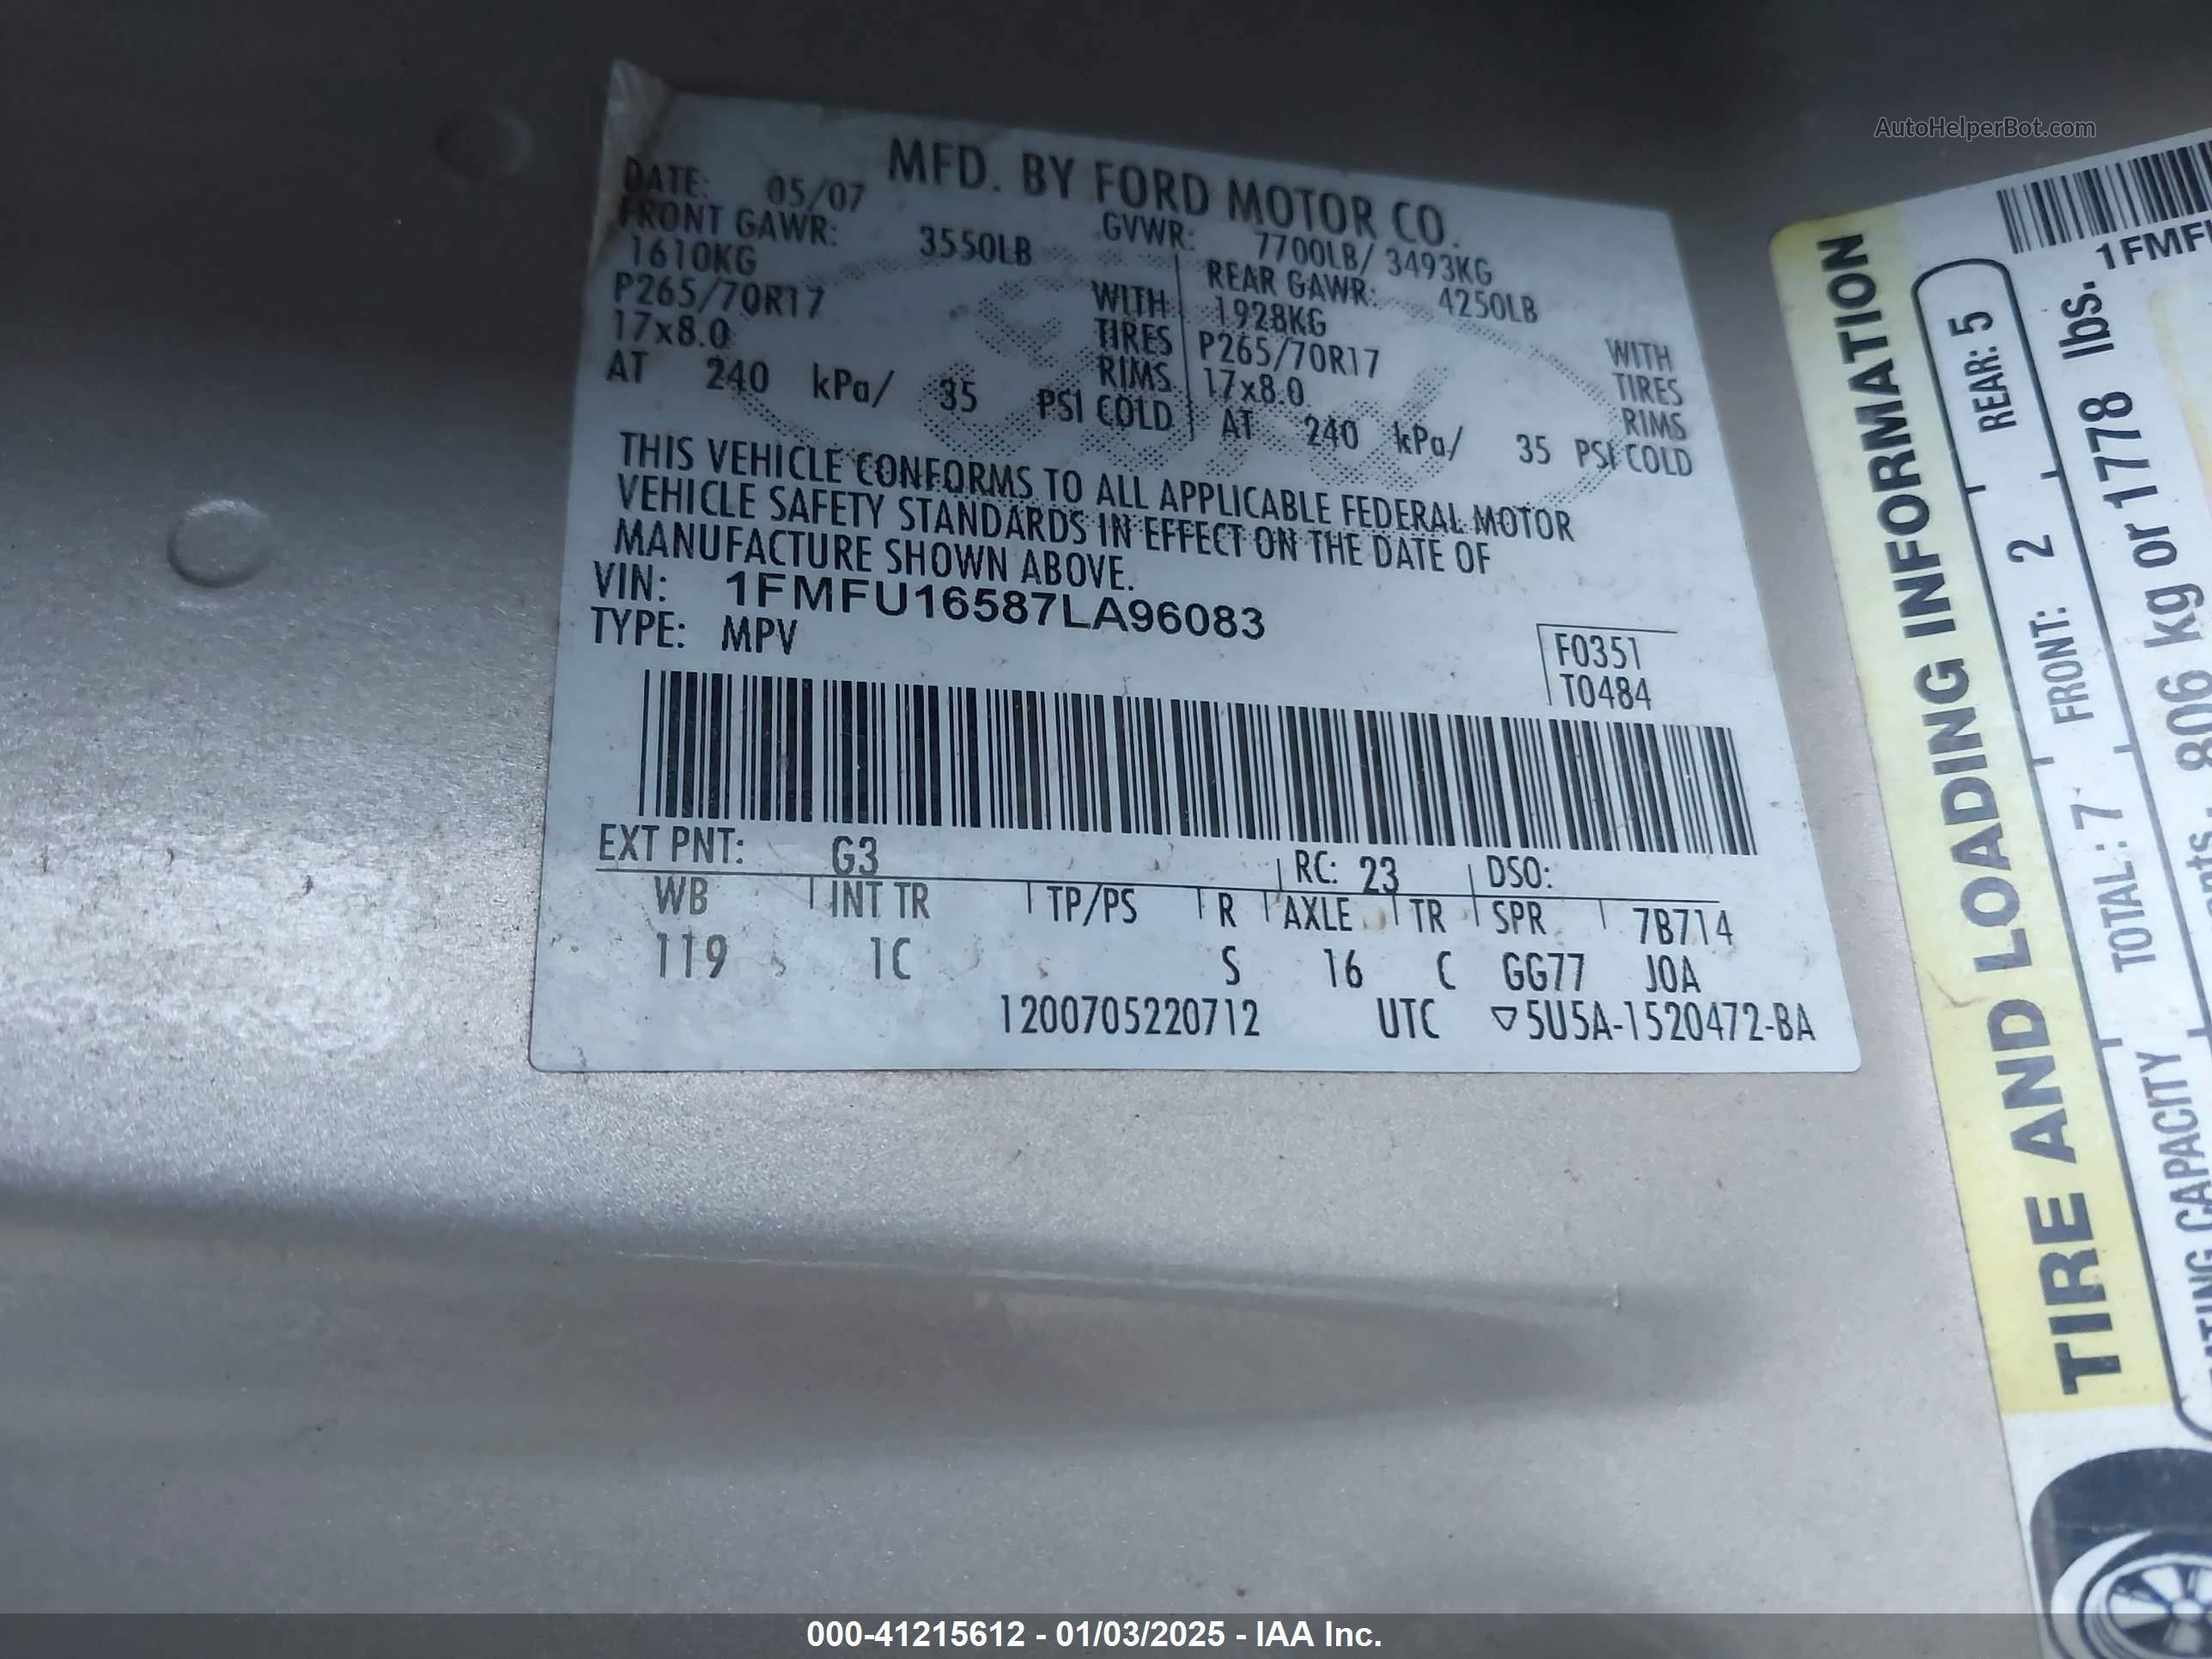 AutoHelperBot.com
MFD. BY FORD MOTOR CO.
DATE: 05/07 GVWR: 7700LB/ 3493KG
FRONT GAWR: 3550LB REAR GAWR: 4250LB
1610KG WITH 1928KG WITH
P265/70R17 TIRES P265/70R17 TIRES
17x8.0 RIMS 17x8.0 RIMS
AT 240 kPa/ 35 PSI COLD AT 240 kPa/ 35 PSI COLD
THIS VEHICLE CONFORMS TO ALL APPLICABLE FEDERAL MOTOR
VEHICLE SAFETY STANDARDS IN EFFECT ON THE DATE OF
MANUFACTURE SHOWN ABOVE.
VIN: 1FMFU16587LA96083
TYPE: MPV
F0351
T0484
EXT PNT: G3 RC: 23 DSO:
WB INT TR TP/PS R AXLE TR SPR 7B714
119 1C S 16 C GG77 JOA
1200705220712 UTC ▽5U5A-1520472-BA
TIRE AND LOADING INFORMATION
TOTAL: 7 FRONT: 2 REAR: 5
806 kg or 1778 lbs.
CAPACITY
000-41215612 - 01/03/2025 - IAA Inc.